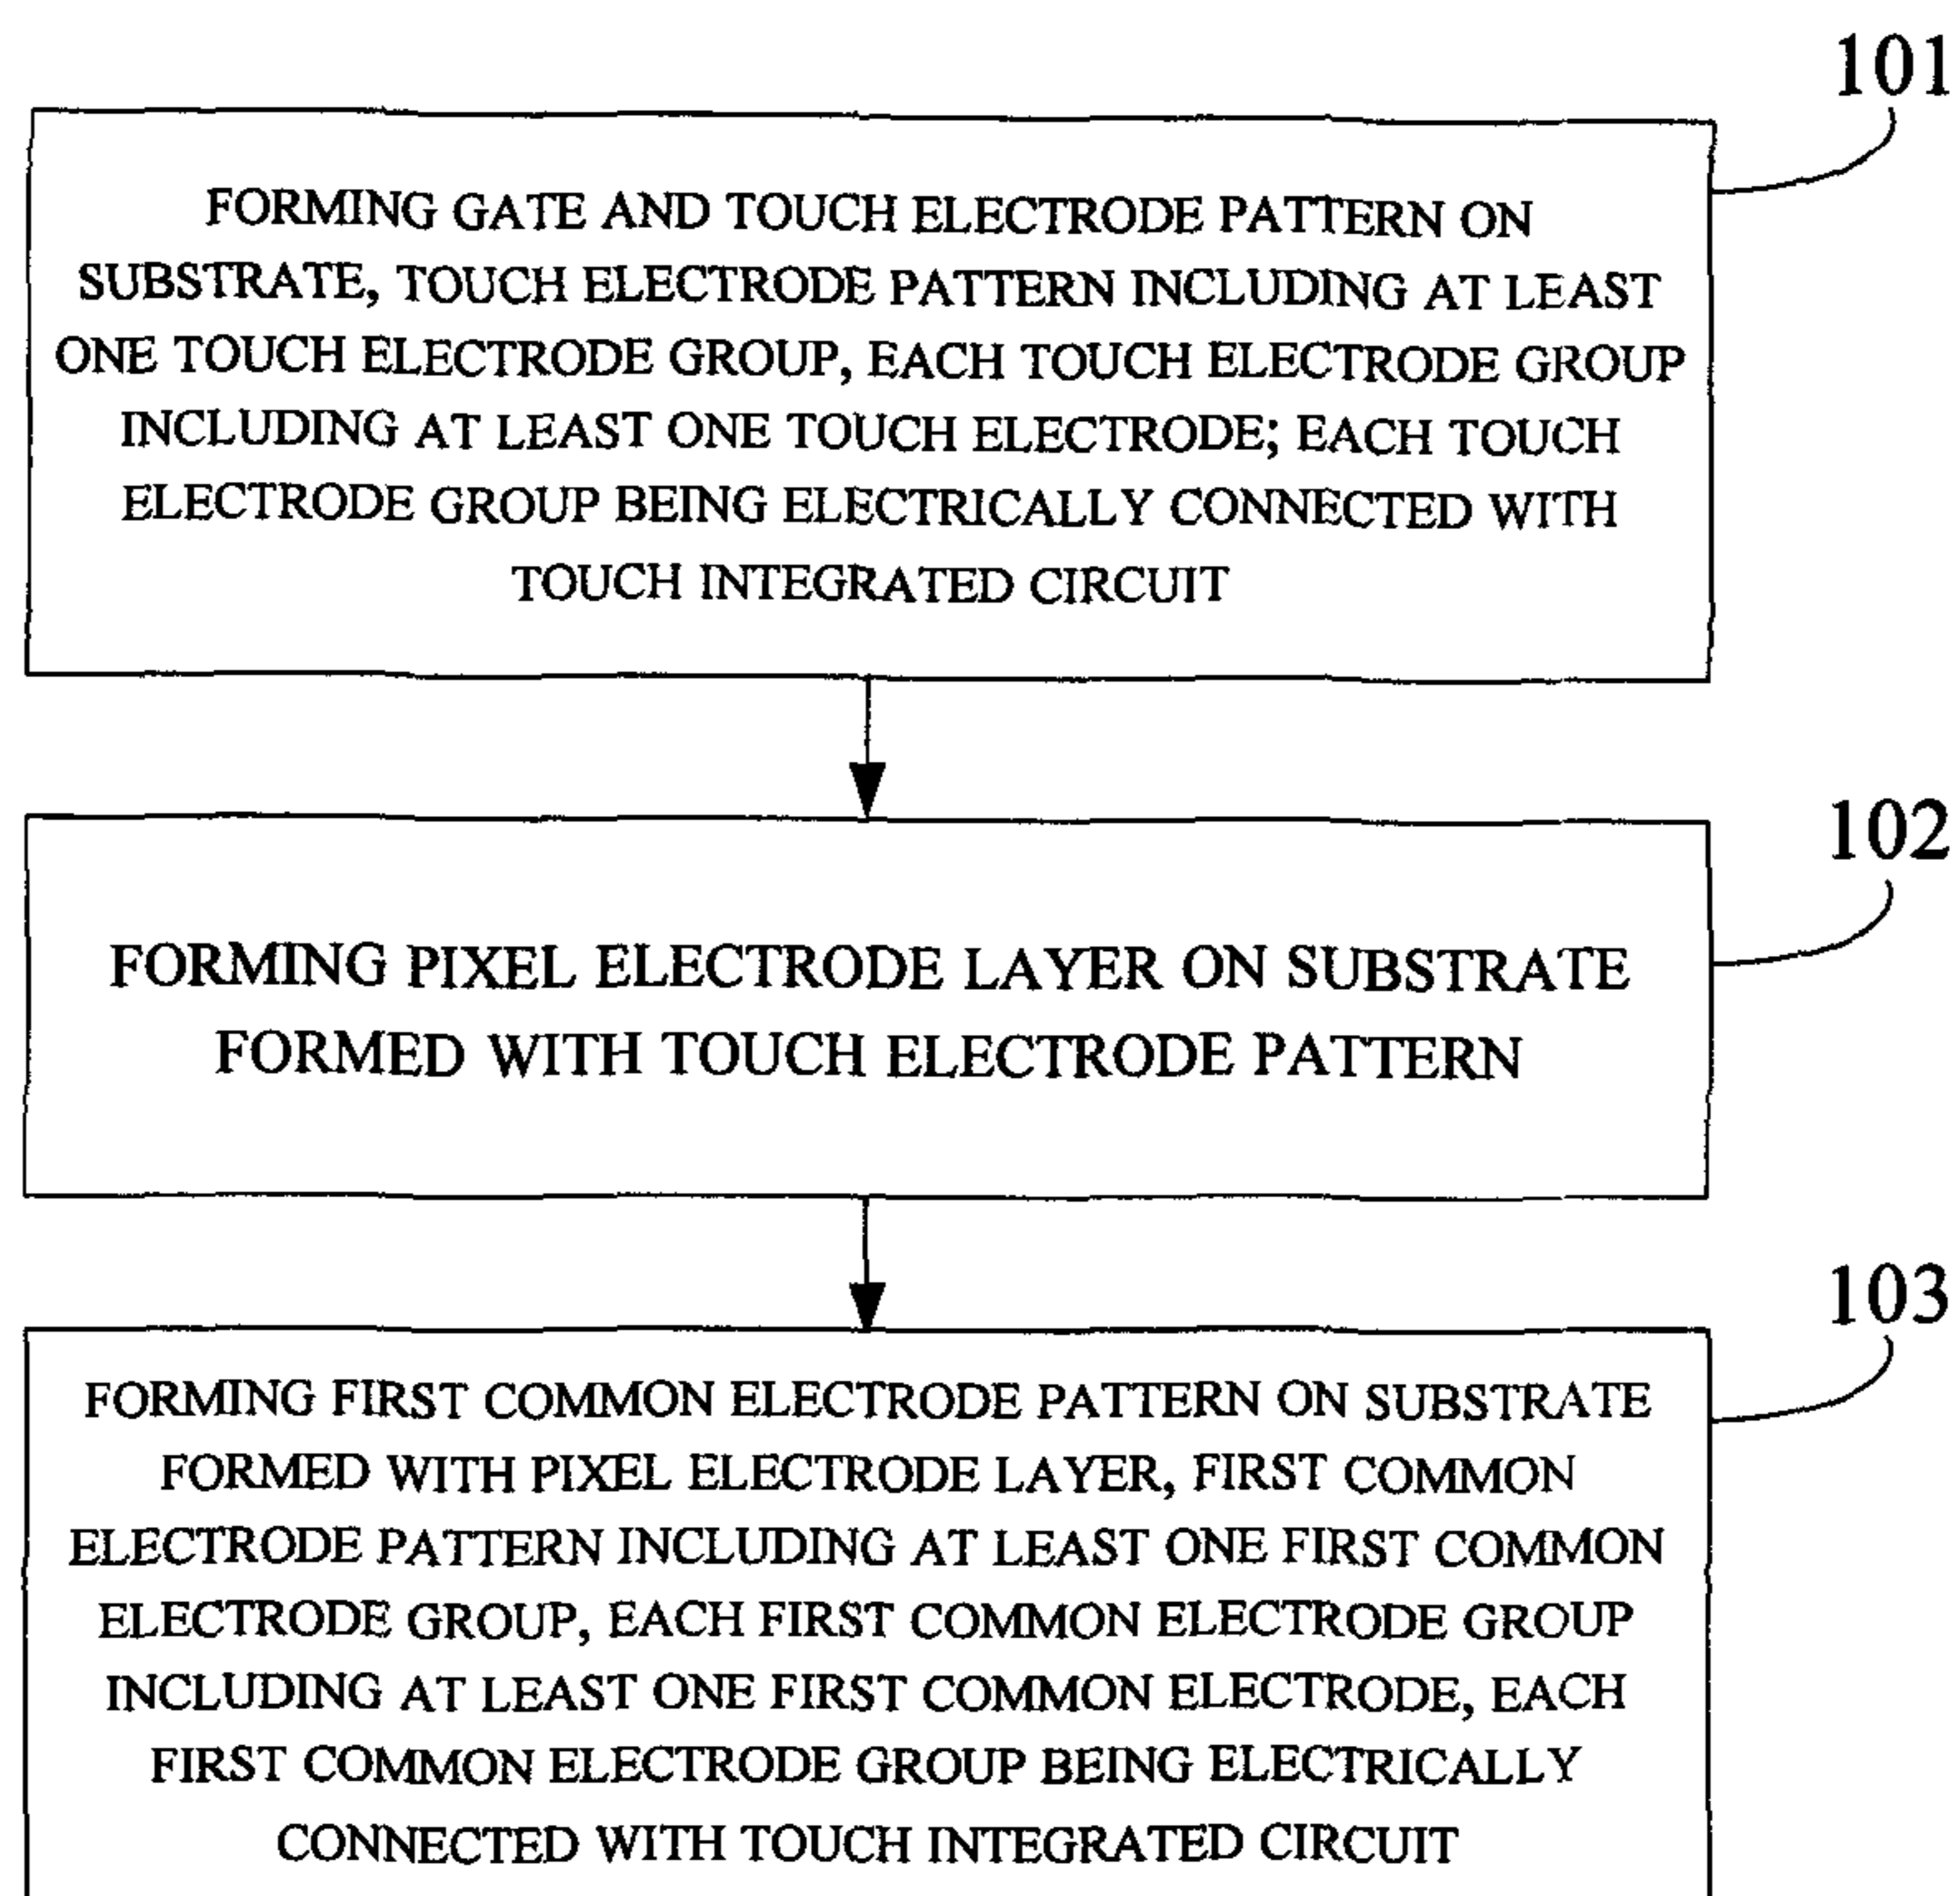 101
FORMING GATE AND TOUCH ELECTRODE PATTERN ON
SUBSTRATE, TOUCH ELECTRODE PATTERN INCLUDING AT LEAST
ONE TOUCH ELECTRODE GROUP, EACH TOUCH ELECTRODE GROUP
INCLUDING AT LEAST ONE TOUCH ELECTRODE; EACH TOUCH
ELECTRODE GROUP BEING ELECTRICALLY CONNECTED WITH
TOUCH INTEGRATED CIRCUIT
102
FORMING PIXEL ELECTRODE LAYER ON SUBSTRATE
FORMED WITH TOUCH ELECTRODE PATTERN
103
FORMING FIRST COMMON ELECTRODE PATTERN ON SUBSTRATE
FORMED WITH PIXEL ELECTRODE LAYER, FIRST COMMON
ELECTRODE PATTERN INCLUDING AT LEAST ONE FIRST COMMON
ELECTRODE GROUP, EACH FIRST COMMON ELECTRODE GROUP
INCLUDING AT LEAST ONE FIRST COMMON ELECTRODE, EACH
FIRST COMMON ELECTRODE GROUP BEING ELECTRICALLY
CONNECTED WITH TOUCH INTEGRATED CIRCUIT